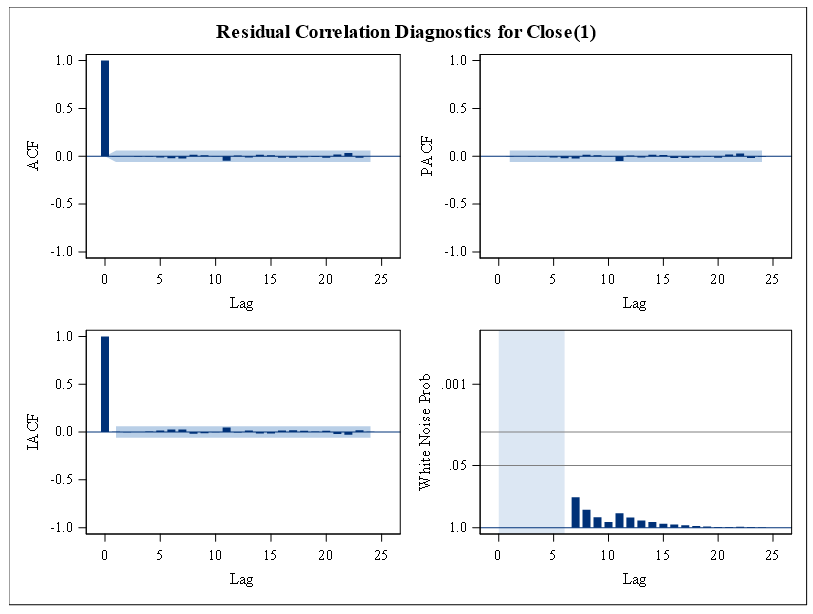 Residual Correlation Diagnostics for Close(1)
1.0
0.5
0.0
-0.5
-1.0
ACF
0 5 10 15 20 25
Lag
1.0
0.5
0.0
-0.5
-1.0
PACF
0 5 10 15 20 25
Lag
1.0
0.5
0.0
-0.5
-1.0
IACF
0 5 10 15 20 25
Lag
.001
.05
1.0
White Noise Prob
0 5 10 15 20 25
Lag